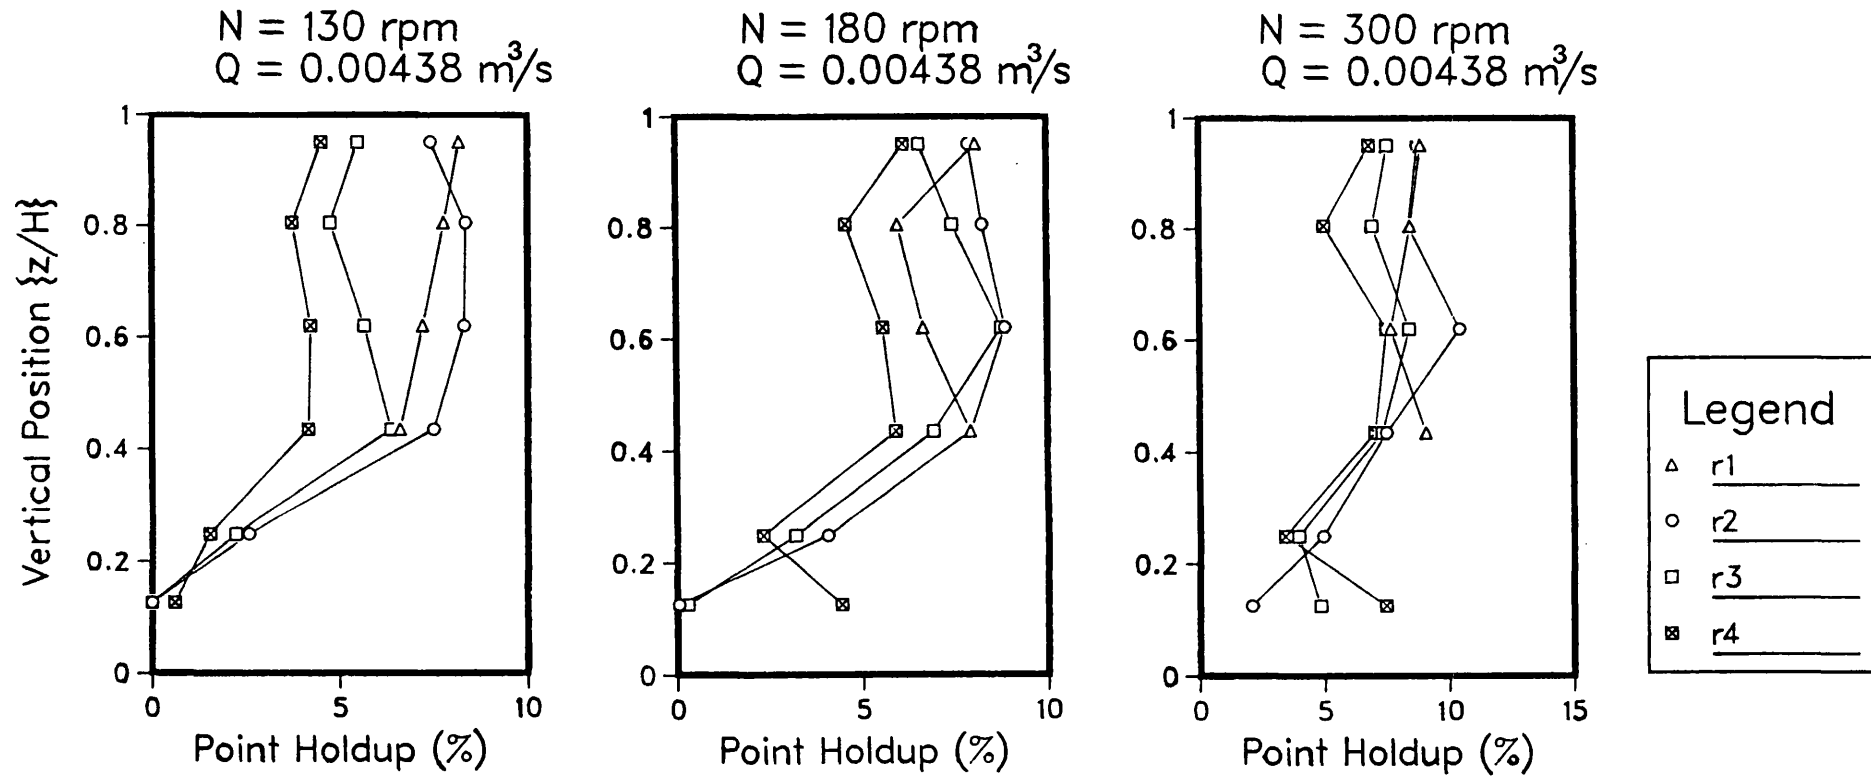 N = 130 rpm
Q = 0.00438 m³/s
N = 180 rpm
Q = 0.00438 m³/s
N = 300 rpm
Q = 0.00438 m³/s
Vertical Position {z/H}
1
0.8
0.6
0.4
0.2
0
0 5 10
Point Holdup (%)
1
0.8
0.6
0.4
0.2
0
0 5 10
Point Holdup (%)
1
0.8
0.6
0.4
0.2
0
0 5 10 15
Point Holdup (%)
Legend
r1
r2
r3
r4